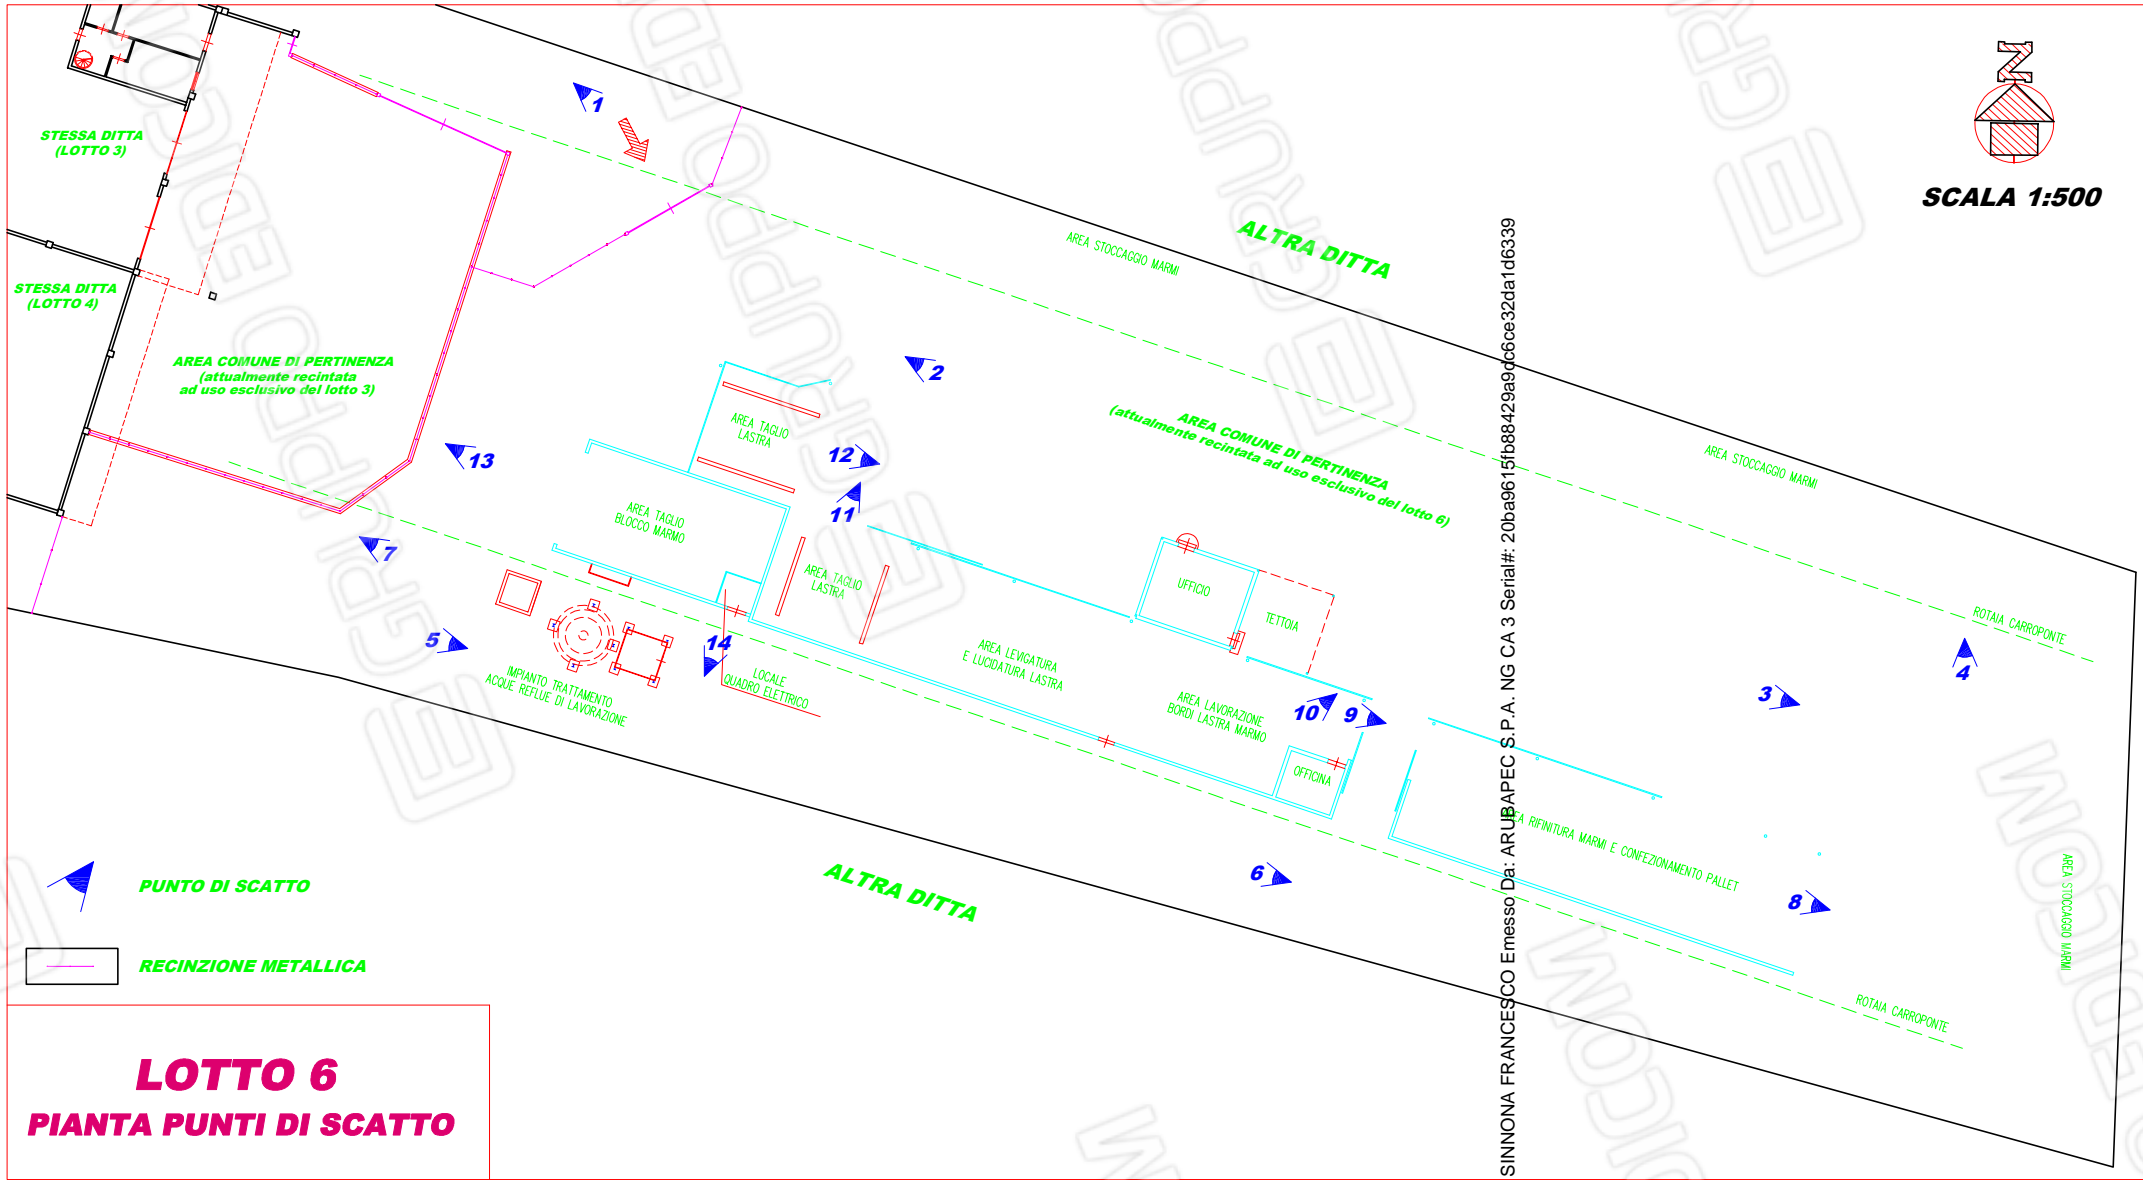 N
SCALA 1:500
STESSA DITTA
(LOTTO 3)
STESSA DITTA
(LOTTO 4)
AREA COMUNE DI PERTINENZA
(attualmente recintata
ad uso esclusivo del lotto 3)
1
AREA STOCCAGGIO MARMI
ALTRA DITTA
2
AREA COMUNE DI PERTINENZA
(attualmente recintata ad uso esclusivo del lotto 6)
AREA STOCCAGGIO MARMI
AREA TAGLIO
LASTRA
12
13
11
AREA TAGLIO
BLOCCO MARMO
7
AREA TAGLIO
LASTRA
UFFICIO
TETTOIA
ROTAIA CARROPONTE
5
14
IMPIANTO TRATTAMENTO
ACQUE REFLUE DI LAVORAZIONE
LOCALE
QUADRO ELETTRICO
AREA LEVIGATURA
E LUCIDATURA LASTRA
AREA LAVORAZIONE
BORDI LASTRA MARMO
10
9
3
4
OFFICINA
AREA RIFINITURA MARMI E CONFEZIONAMENTO PALLET
6
8
AREA STOCCAGGIO MARMI
ROTAIA CARROPONTE
ALTRA DITTA
SINNONA FRANCESCO Emesso Da: ARUBAPEC S.P.A. NG CA 3 Serial#: 20ba9615fb88429a9dc6ce32da1d6339
PUNTO DI SCATTO
RECINZIONE METALLICA
LOTTO 6
PIANTA PUNTI DI SCATTO